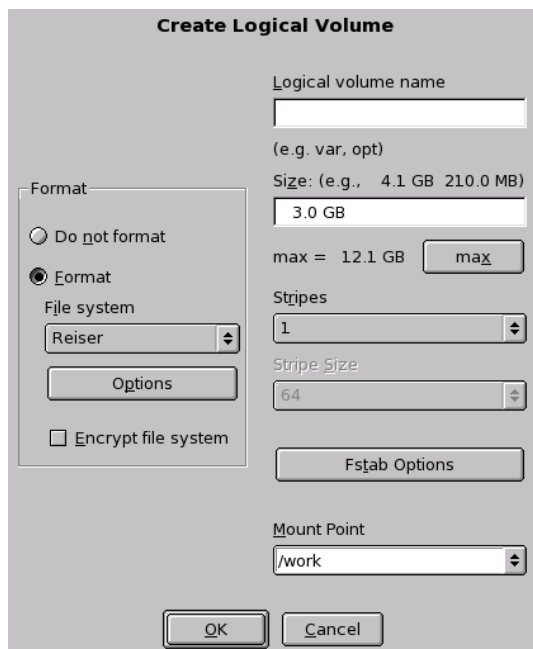 Create Logical Volume
Logical volume name
(e.g. var, opt)
Size: (e.g., 4.1 GB 210.0 MB)
3.0 GB
max = 12.1 GB max
Stripes
1
Stripe Size
64
Fstab Options
Mount Point
/work
Format
Do not format
Format
File system
Reiser
Options
Encrypt file system
OK Cancel